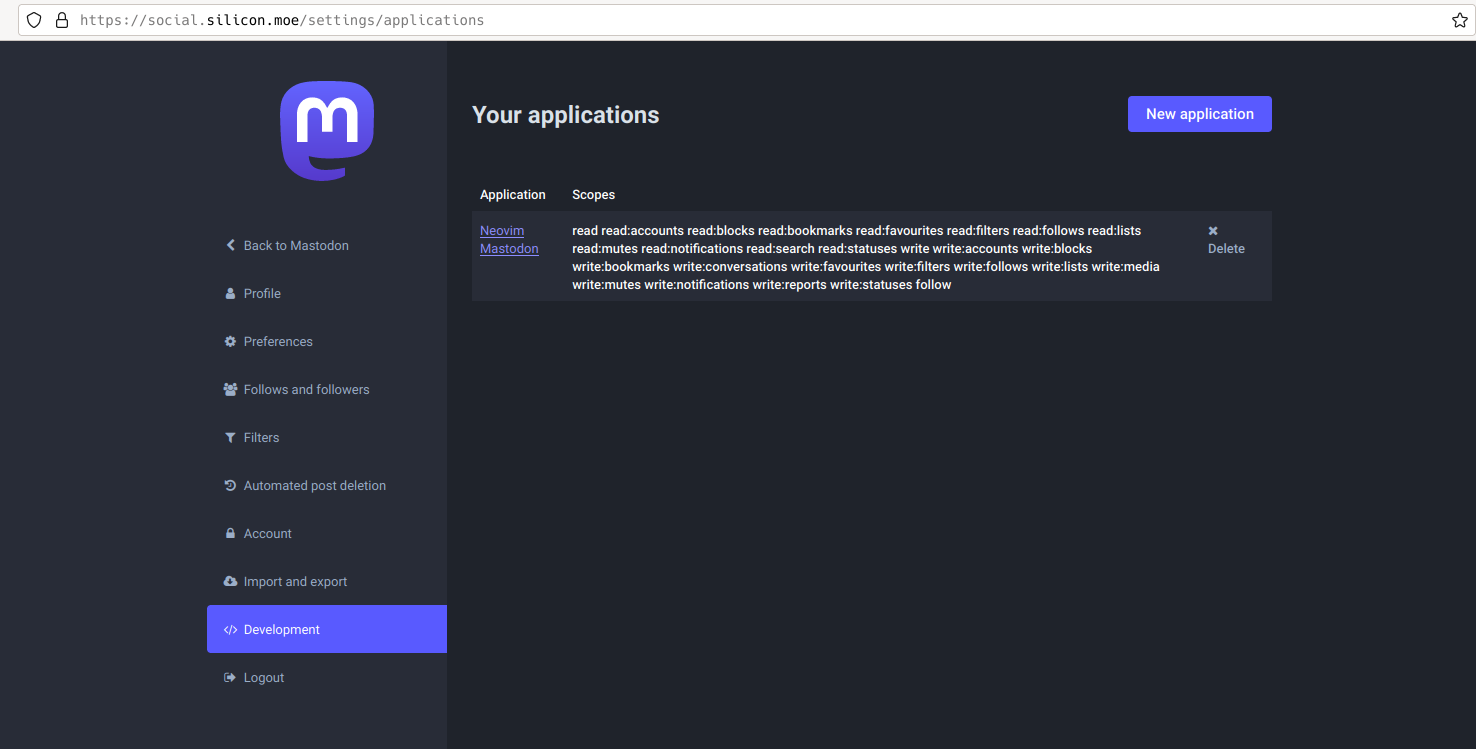 https://social.silicon.moe/settings/applications
Back to Mastodon
Profile
Preferences
Follows and followers
Filters
Automated post deletion
Account
Import and export
Development
Logout
Your applications
New application
Application Scopes
Neovim
Mastodon
read read:accounts read:blocks read:bookmarks read:favourites read:filters read:follows read:lists
read:mutes read:notifications read:search read:statuses write write:accounts write:blocks
write:bookmarks write:conversations write:favourites write:filters write:follows write:lists write:media
write:mutes write:notifications write:reports write:statuses follow
Delete